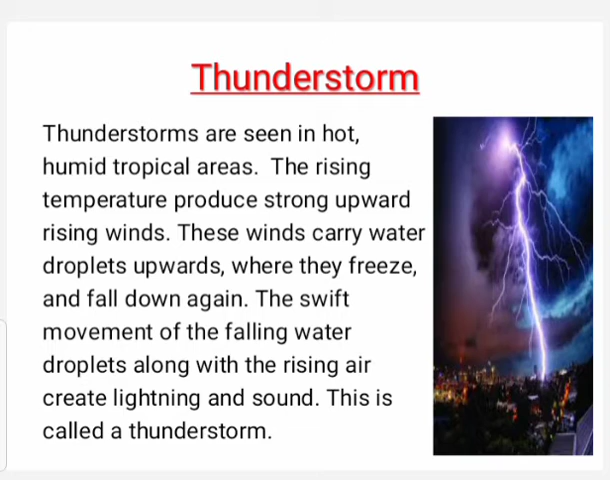 Thunderstorm
Thunderstorms are seen in hot,
humid tropical areas.  The rising
temperature produce strong upward
rising winds. These winds carry water
droplets upwards, where they freeze,
and fall down again. The swift
movement of the falling water
droplets along with the rising air
create lightning and sound. This is
called a thunderstorm.